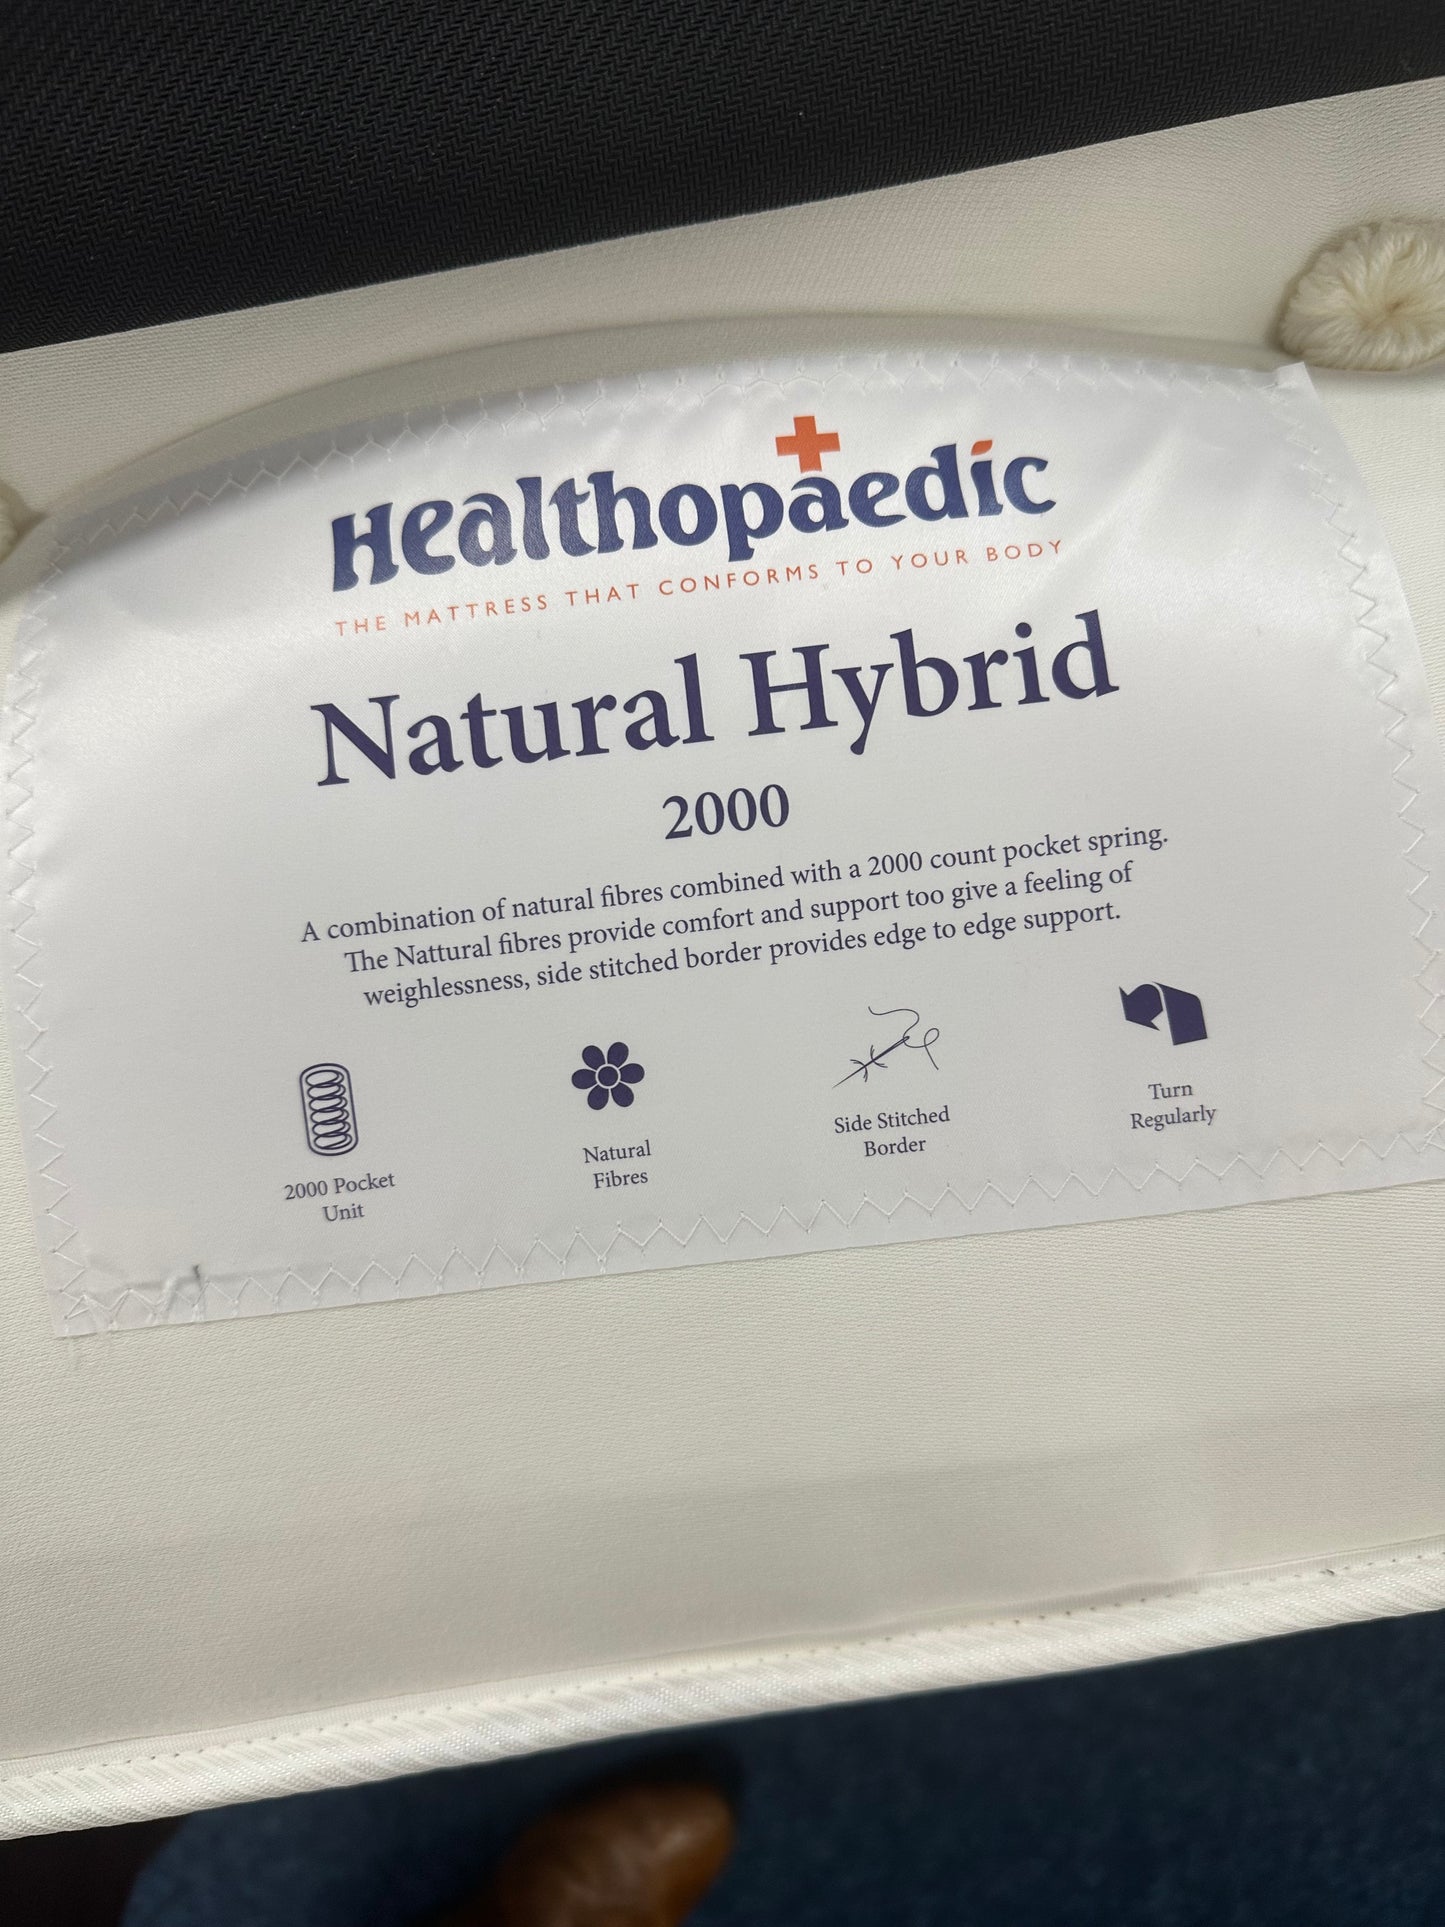 Healthopaedic
THE MATTRESS THAT CONFORMS TO YOUR BODY
Natural Hybrid
2000
A combination of natural fibres combined with a 2000 count pocket spring.
The Nattural fibres provide comfort and support too give a feeling of
weighlessness, side stitched border provides edge to edge support.
2000 Pocket
Unit
Natural
Fibres
Side Stitched
Border
Turn
Regularly